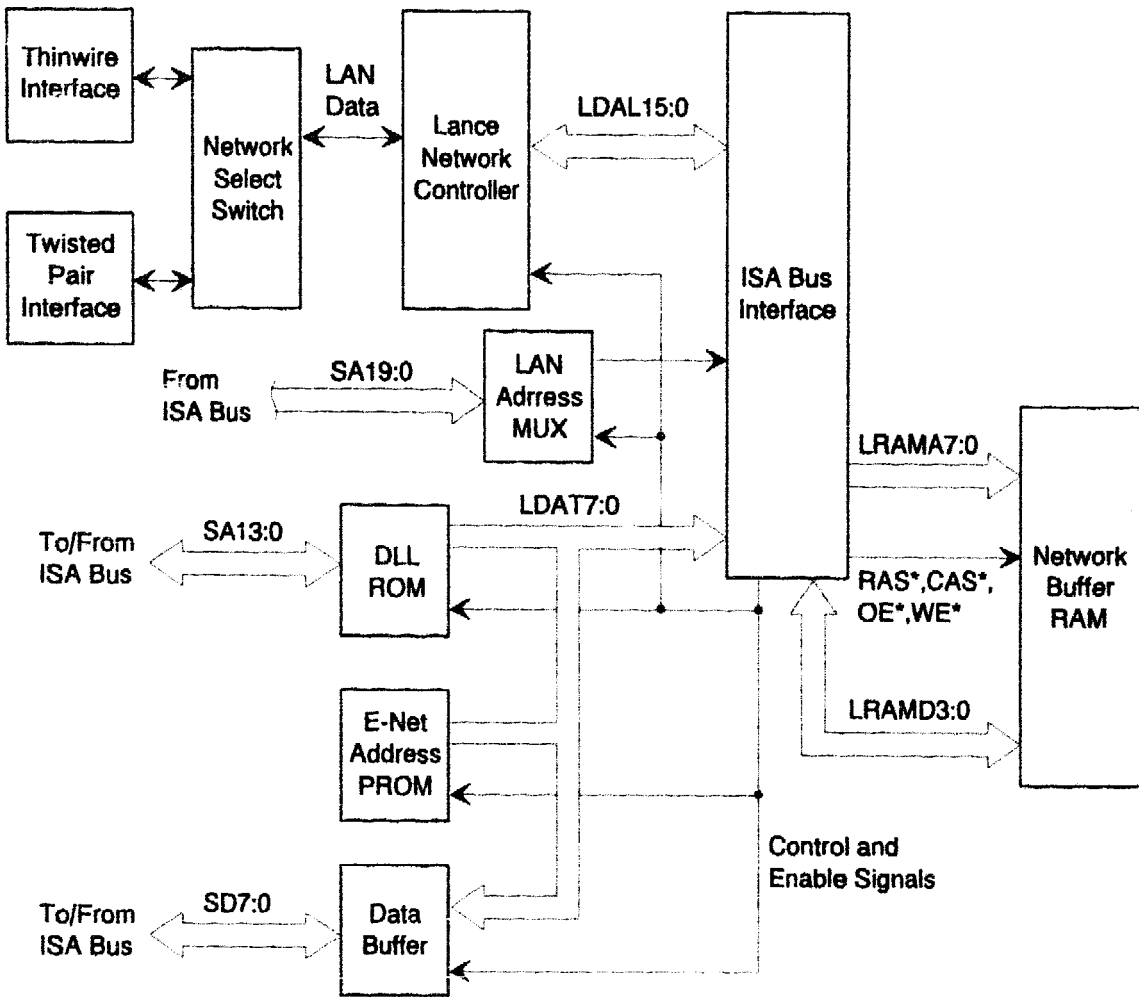 Thinwire
Interface
Network
Select
Switch
LAN
Data
Lance
Network
Controller
LDAL15:0
ISA Bus
Interface
Twisted
Pair
Interface
From
ISA Bus
SA19:0
LAN
Adrress
MUX
LRAMA7:0
To/From
ISA Bus
SA13:0
DLL
ROM
LDAT7:0
RAS*,CAS*,
OE*,WE*
Network
Buffer
RAM
E-Net
Address
PROM
LRAMD3:0
Control and
Enable Signals
To/From
ISA Bus
SD7:0
Data
Buffer